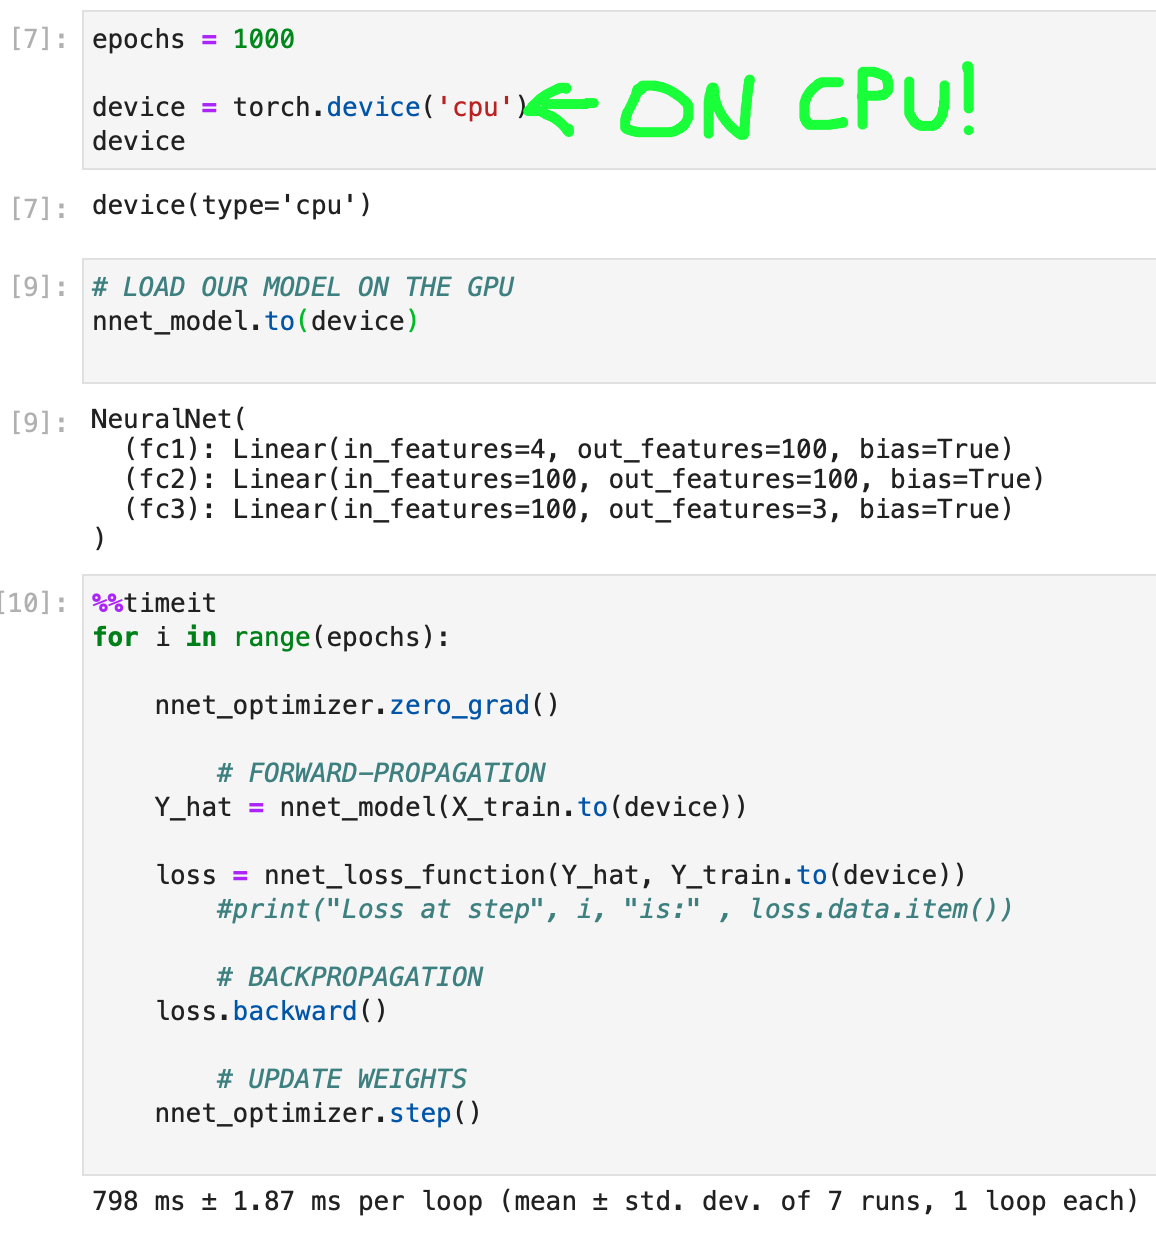 [7]: epochs = 1000
device = torch.device('cpu') ON CPU!
device
[7]: device(type='cpu')
[9]: # LOAD OUR MODEL ON THE GPU
nnet_model.to(device)
[9]: NeuralNet(
(fc1): Linear(in_features=4, out_features=100, bias=True)
(fc2): Linear(in_features=100, out_features=100, bias=True)
(fc3): Linear(in_features=100, out_features=3, bias=True)
)
[10]: %%timeit
for i in range(epochs):
nnet_optimizer.zero_grad()
# FORWARD-PROPAGATION
Y_hat = nnet_model(X_train.to(device))
loss = nnet_loss_function(Y_hat, Y_train.to(device))
#print("Loss at step", i, "is:" , loss.data.item())
# BACKPROPAGATION
loss.backward()
# UPDATE WEIGHTS
nnet_optimizer.step()
798 ms ± 1.87 ms per loop (mean ± std. dev. of 7 runs, 1 loop each)